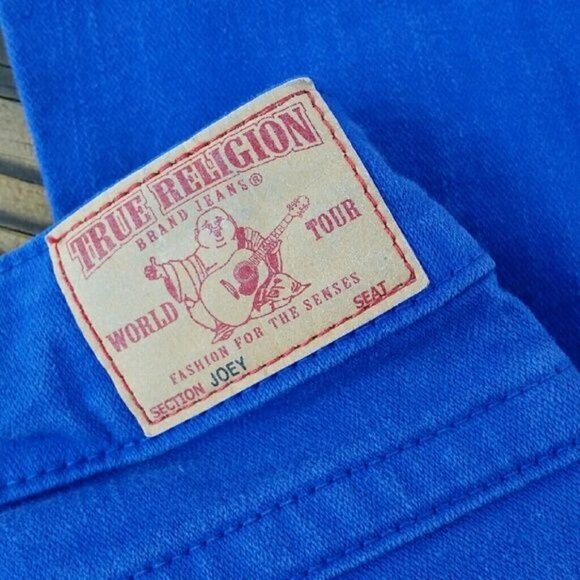 TRUE RELIGION
BRAND JEANS®
WORLD TOUR
FASHION FOR THE SENSES
SECTION JOEY SEAT